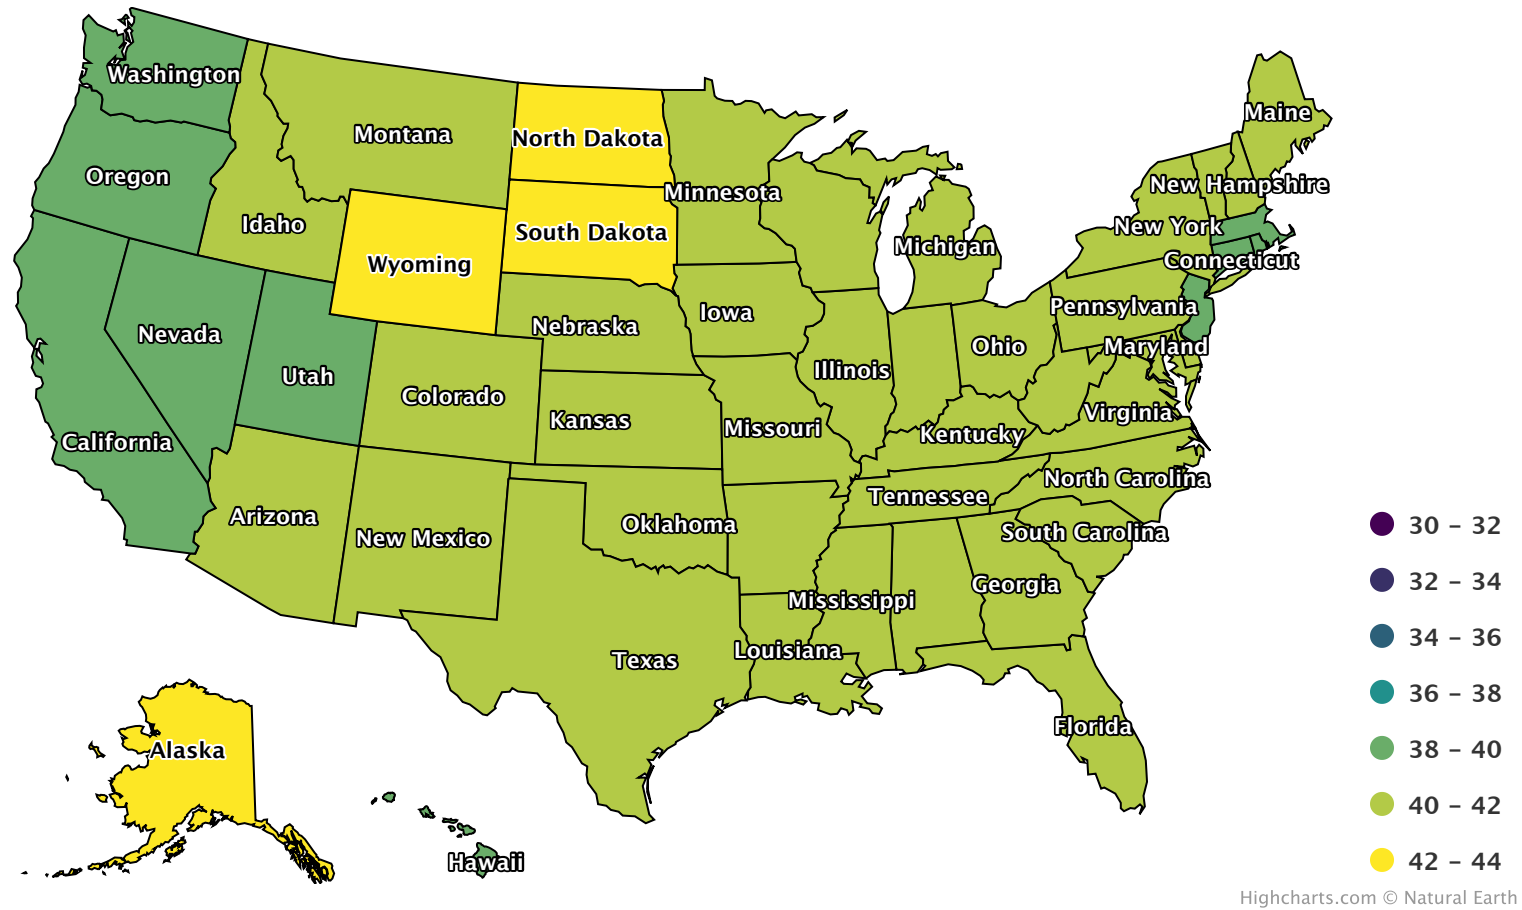 Washington
Montana
North Dakota
Maine
Oregon
Minnesota
New Hampshire
Idaho
South Dakota
New York
Michigan
Wyoming
Connecticut
Iowa
Pennsylvania
Nebraska
Nevada
Ohio
Maryland
Utah
Illinois
Colorado
Kansas
Virginia
California
Missouri
Kentucky
North Carolina
Tennessee
Arizona
Oklahoma
New Mexico
South Carolina
Georgia
Mississippi
Louisiana
Texas
Florida
Alaska
Hawaii
30 – 32
32 – 34
34 – 36
36 – 38
38 – 40
40 – 42
42 – 44
Highcharts.com © Natural Earth